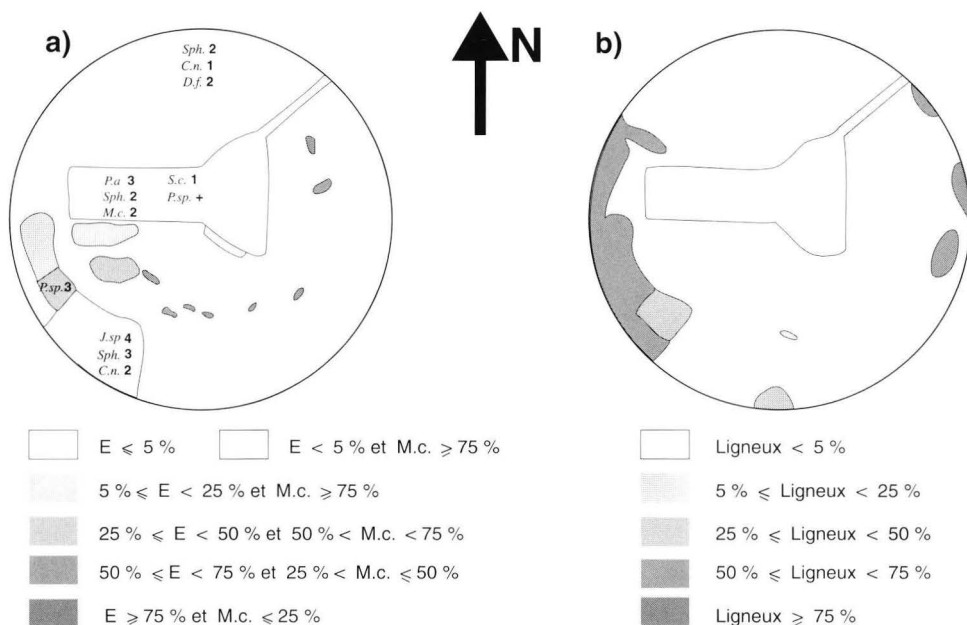 a)
Sph. 2
C.n. 1
D.f. 2
N
b)
P.a 3 S.c. 1
Sph. 2 P.sp. +
M.c. 2
P.sp. 3
J.sp 4
Sph. 3
C.n. 2
E ⩽ 5 % E < 5 % et M.c. ⩾ 75 %
5 % ⩽ E < 25 % et M.c. ⩾ 75 %
25 % ⩽ E < 50 % et 50 % < M.c. < 75 %
50 % ⩽ E < 75 % et 25 % < M.c. ⩽ 50 %
E ⩾ 75 % et M.c. ⩽ 25 %
Ligneux < 5 %
5 % ⩽ Ligneux < 25 %
25 % ⩽ Ligneux < 50 %
50 % ⩽ Ligneux < 75 %
Ligneux ⩾ 75 %